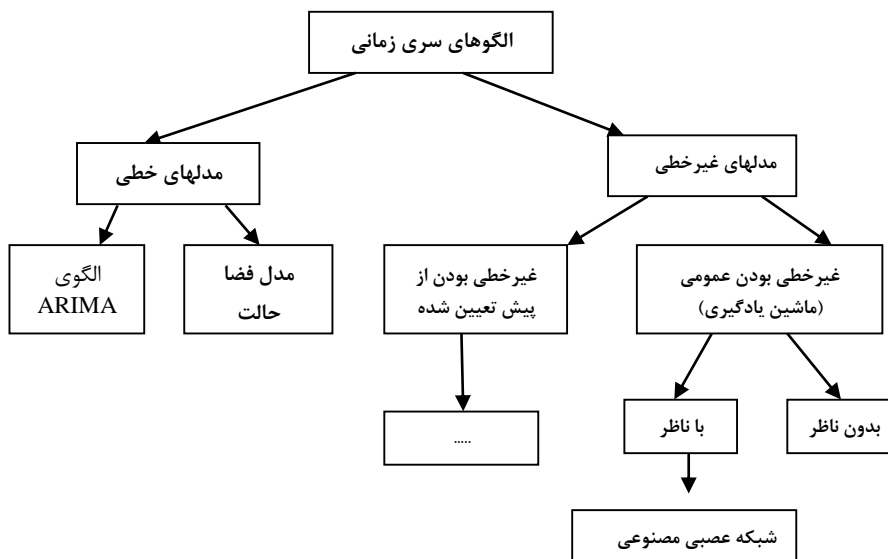 الگوهای سری زمانی
مدلهای غیرخطی
مدلهای خطی
غیرخطی بودن عمومی
(ماشین یادگیری)
غیرخطی بودن از
پیش تعیین شده
مدل فضا
حالت
الگوی
ARIMA
بدون ناظر
با ناظر
.....
شبکه عصبی مصنوعی